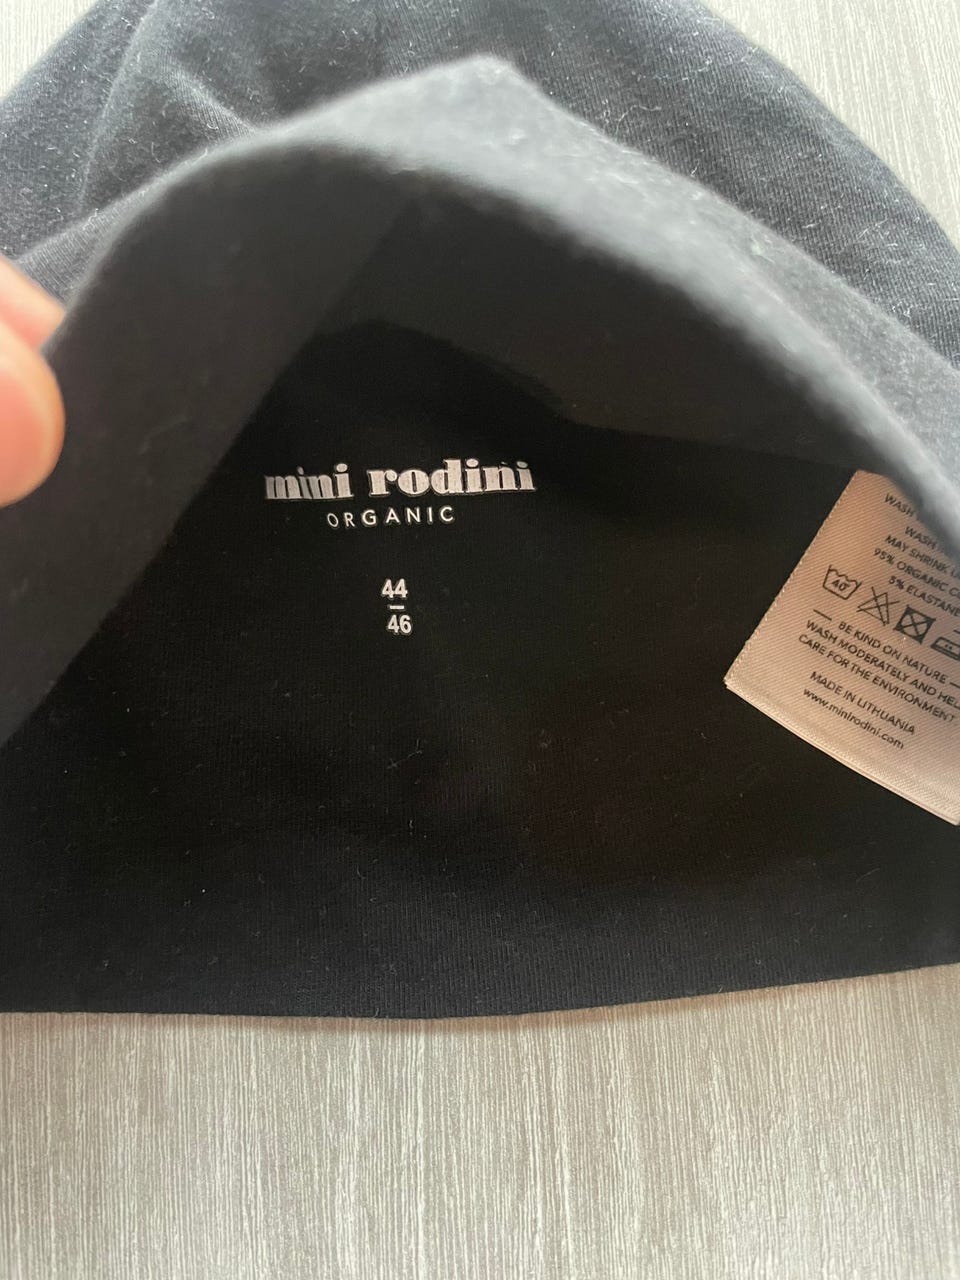 mini rodini
ORGANIC
44
46
WASH
WASH
MAY SHRINK
95% ORGANIC
5% ELASTANE
40°
— BE KIND ON NATURE —
WASH MODERATELY AND
CARE FOR THE ENVIRONMENT
MADE IN LITHUANIA
www.minirodini.com